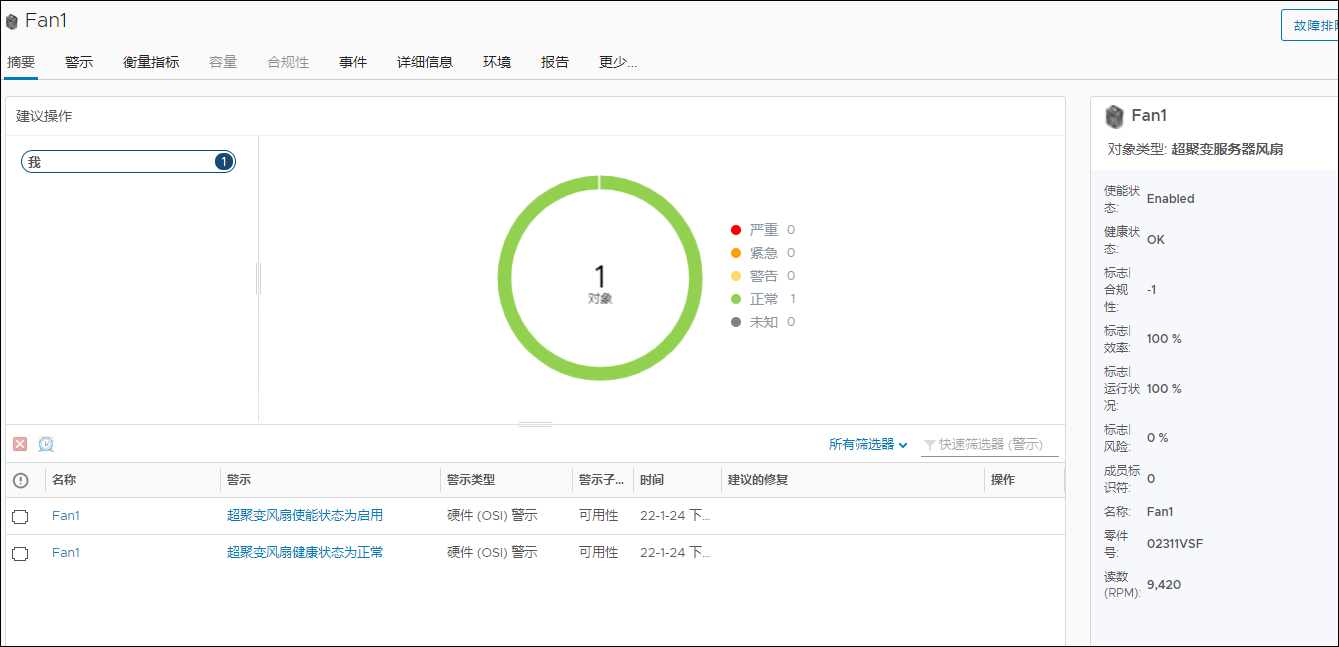 Fan1
故障排
摘要 警示 衡量指标 容量 合规性 事件 详细信息 环境 报告 更少...
建议操作
我 1
1
对象
严重 0
紧急 0
警告 0
正常 1
未知 0
所有筛选器 快速筛选器 (警示)
名称 警示 警示类型 警示子... 时间 建议的修复 操作
Fan1 超聚变风扇使能状态为启用 硬件 (OSI) 警示 可用性 22-1-24 下...
Fan1 超聚变风扇健康状态为正常 硬件 (OSI) 警示 可用性 22-1-24 下...
Fan1
对象类型: 超聚变服务器风扇
使能状
态:
Enabled
健康状
态:
OK
标志|
合规
性:
-1
标志|
效率:
100 %
标志|
运行状
况:
100 %
标志|
风险:
0 %
成员标
识符:
0
名称: Fan1
零件
号:
02311VSF
读数
(RPM):
9,420